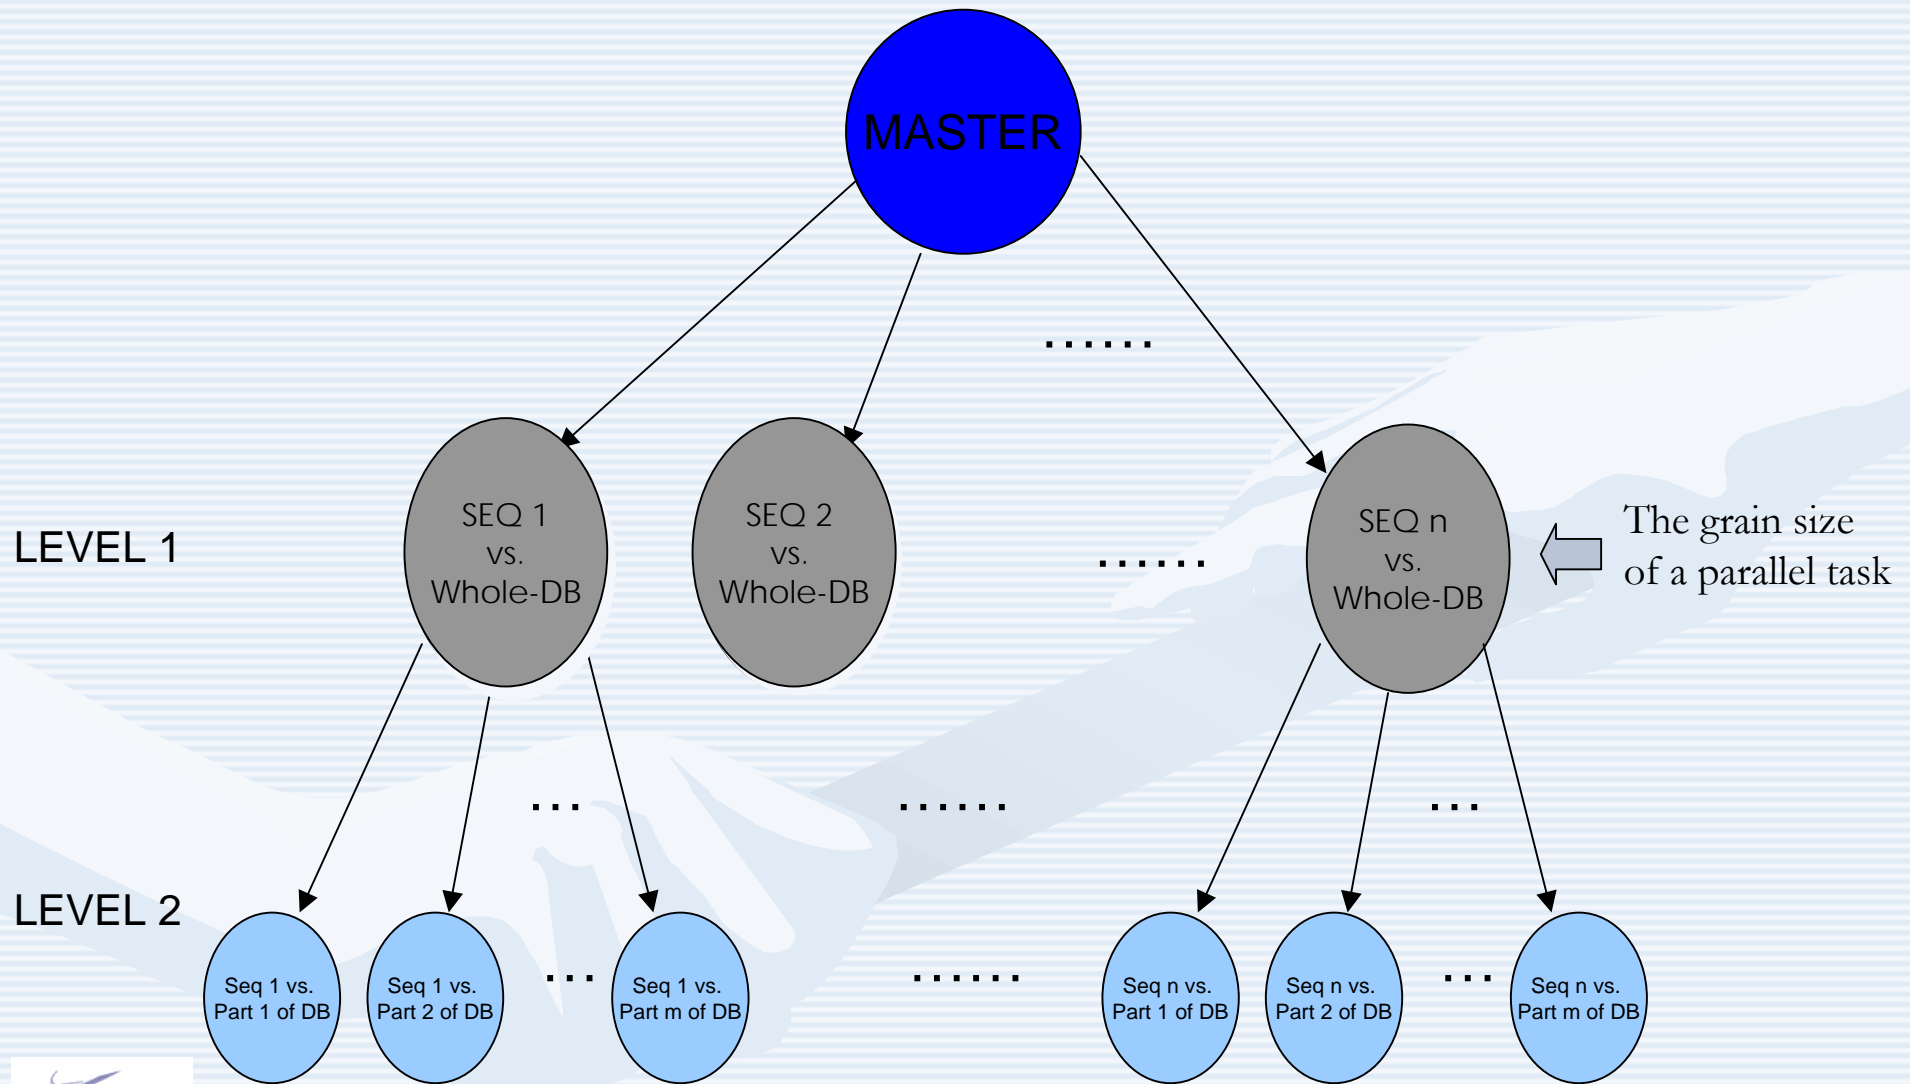 MASTER
......
LEVEL 1
SEQ 1
vs.
Whole-DB
SEQ 2
vs.
Whole-DB
......
SEQ n
vs.
Whole-DB
The grain size
of a parallel task
...
......
...
LEVEL 2
Seq 1 vs.
Part 1 of DB
Seq 1 vs.
Part 2 of DB
...
Seq 1 vs.
Part m of DB
......
Seq n vs.
Part 1 of DB
Seq n vs.
Part 2 of DB
...
Seq n vs.
Part m of DB